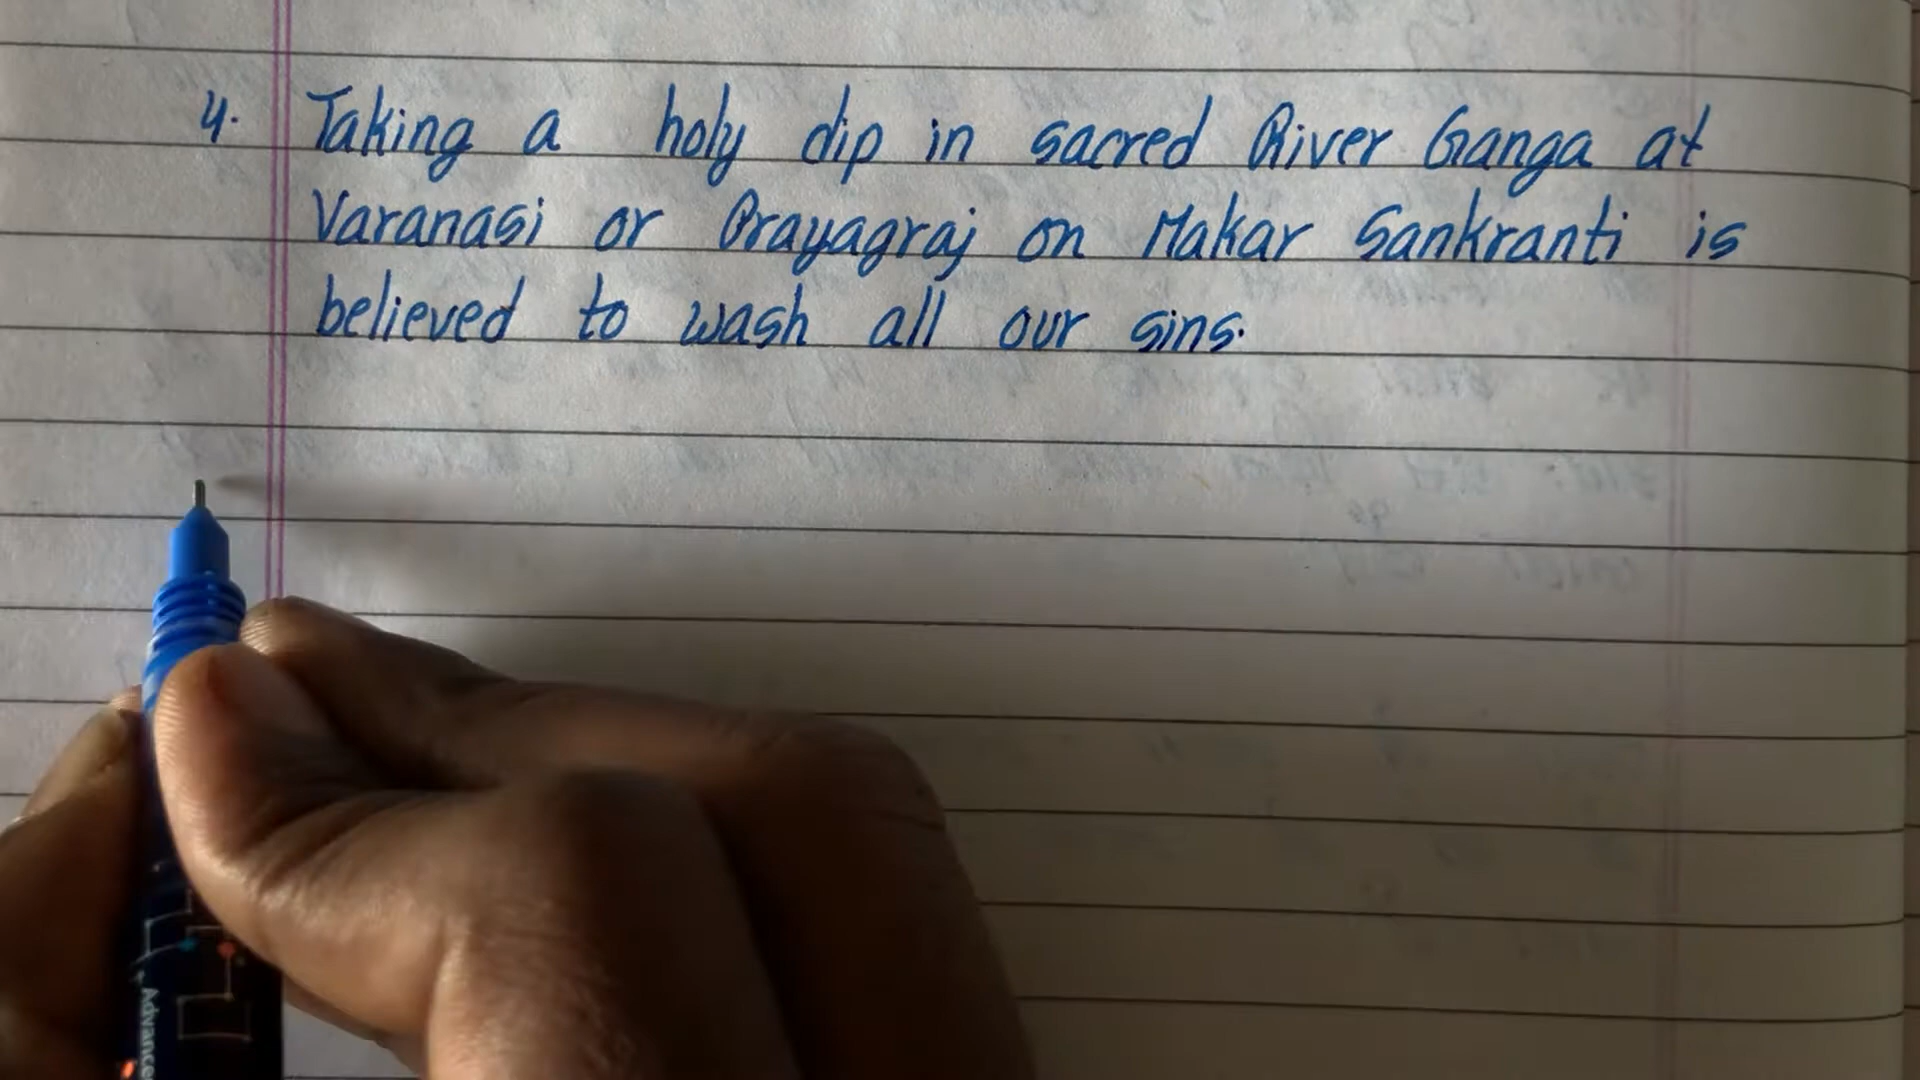 4. Taking a holy dip in sacred River Ganga at
Varanasi or Prayagraj on Makar Sankranti is
believed to wash all our sins.